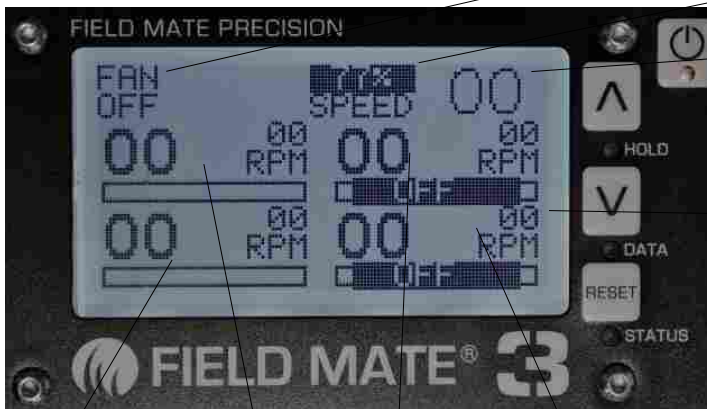 FIELD MATE PRECISION
FAN
OFF
SPEED
00
00
00
RPM
00
00
RPM
OFF
HOLD
00
00
RPM
00
00
RPM
OFF
DATA
RESET
STATUS
FIELD MATE® 3